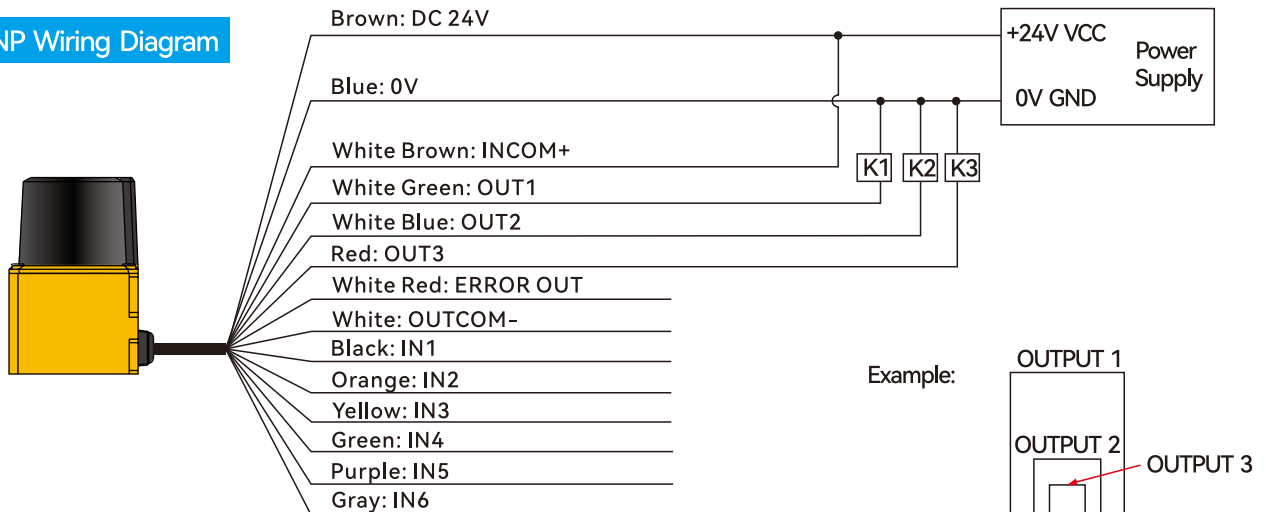 NP Wiring Diagram
Brown: DC 24V
+24V VCC
Power
Supply
Blue: 0V
0V GND
White Brown: INCOM+
K1 K2 K3
White Green: OUT1
White Blue: OUT2
Red: OUT3
White Red: ERROR OUT
White: OUTCOM-
Black: IN1
Orange: IN2
Yellow: IN3
Green: IN4
Purple: IN5
Gray: IN6
Example:
OUTPUT 1
OUTPUT 2
OUTPUT 3